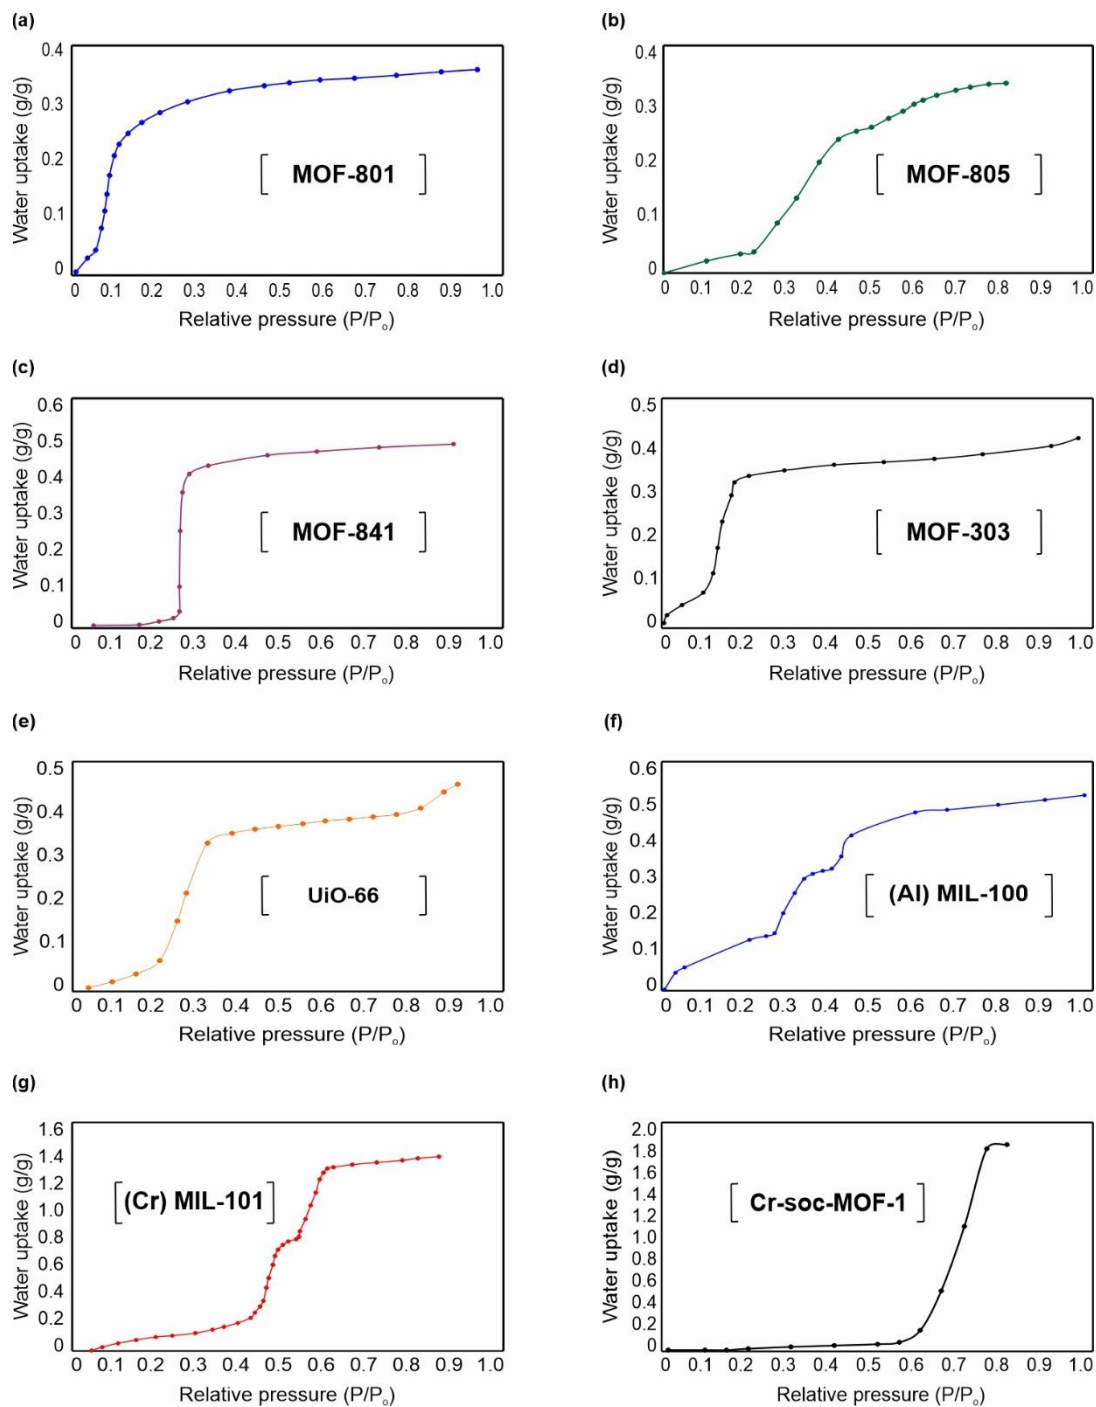 (a)
0.4
0.3
0.2
0.1
0
Water uptake (g/g)
[ MOF-801 ]
0 0.1 0.2 0.3 0.4 0.5 0.6 0.7 0.8 0.9 1.0
Relative pressure (P/Pₒ)
(b)
0.4
0.3
0.2
0.1
0
Water uptake (g/g)
[ MOF-805 ]
0 0.1 0.2 0.3 0.4 0.5 0.6 0.7 0.8 0.9 1.0
Relative pressure (P/Pₒ)
(c)
0.6
0.5
0.4
0.3
0.2
0.1
0
Water uptake (g/g)
[ MOF-841 ]
0 0.1 0.2 0.3 0.4 0.5 0.6 0.7 0.8 0.9 1.0
Relative pressure (P/Pₒ)
(d)
0.5
0.4
0.3
0.2
0.1
0
Water uptake (g/g)
[ MOF-303 ]
0 0.1 0.2 0.3 0.4 0.5 0.6 0.7 0.8 0.9 1.0
Relative pressure (P/Pₒ)
(e)
0.5
0.4
0.3
0.2
0.1
0
Water uptake (g/g)
[ UiO-66 ]
0 0.1 0.2 0.3 0.4 0.5 0.6 0.7 0.8 0.9 1.0
Relative pressure (P/Pₒ)
(f)
0.6
0.5
0.4
0.3
0.2
0.1
0
Water uptake (g/g)
[ (Al) MIL-100 ]
0 0.1 0.2 0.3 0.4 0.5 0.6 0.7 0.8 0.9 1.0
Relative pressure (P/Pₒ)
(g)
1.6
1.4
1.2
1.0
0.8
0.6
0.4
0.2
0
Water uptake (g/g)
[ (Cr) MIL-101 ]
0 0.1 0.2 0.3 0.4 0.5 0.6 0.7 0.8 0.9 1.0
Relative pressure (P/Pₒ)
(h)
2.0
1.8
1.6
1.4
1.2
1.0
0.8
0.6
0.4
0.2
0
Water uptake (g/g)
[ Cr-soc-MOF-1 ]
0 0.1 0.2 0.3 0.4 0.5 0.6 0.7 0.8 0.9 1.0
Relative pressure (P/Pₒ)